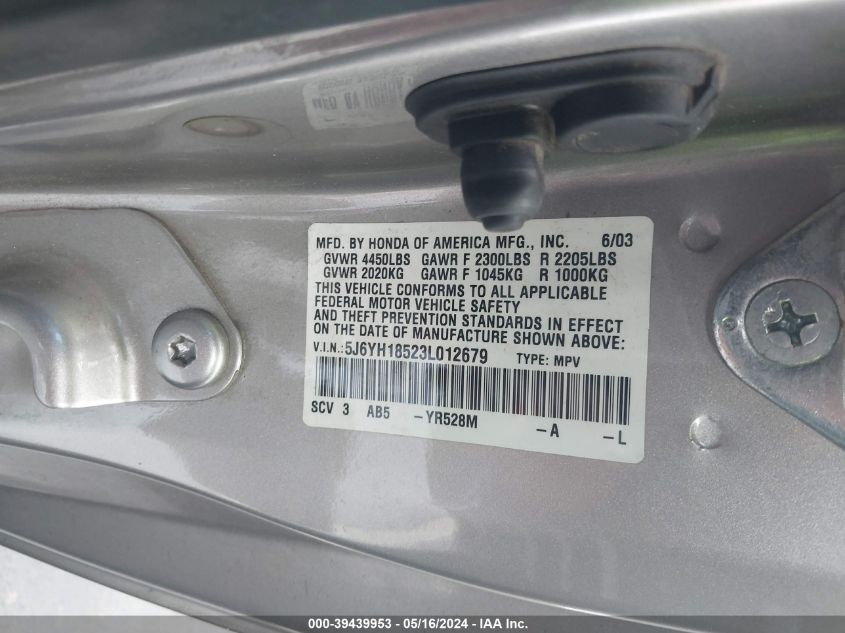 MFD. BY HONDA OF AMERICA MFG., INC. 6/03
GVWR 4450LBS GAWR F 2300LBS R 2205LBS
GVWR 2020KG GAWR F 1045KG R 1000KG
THIS VEHICLE CONFORMS TO ALL APPLICABLE
FEDERAL MOTOR VEHICLE SAFETY
AND THEFT PREVENTION STANDARDS IN EFFECT
ON THE DATE OF MANUFACTURE SHOWN ABOVE:
V.I.N.: 5J6YH18523L012679 TYPE: MPV
SCV 3 AB5 -YR528M -A -L
000-39439953 - 05/16/2024 - IAA Inc.